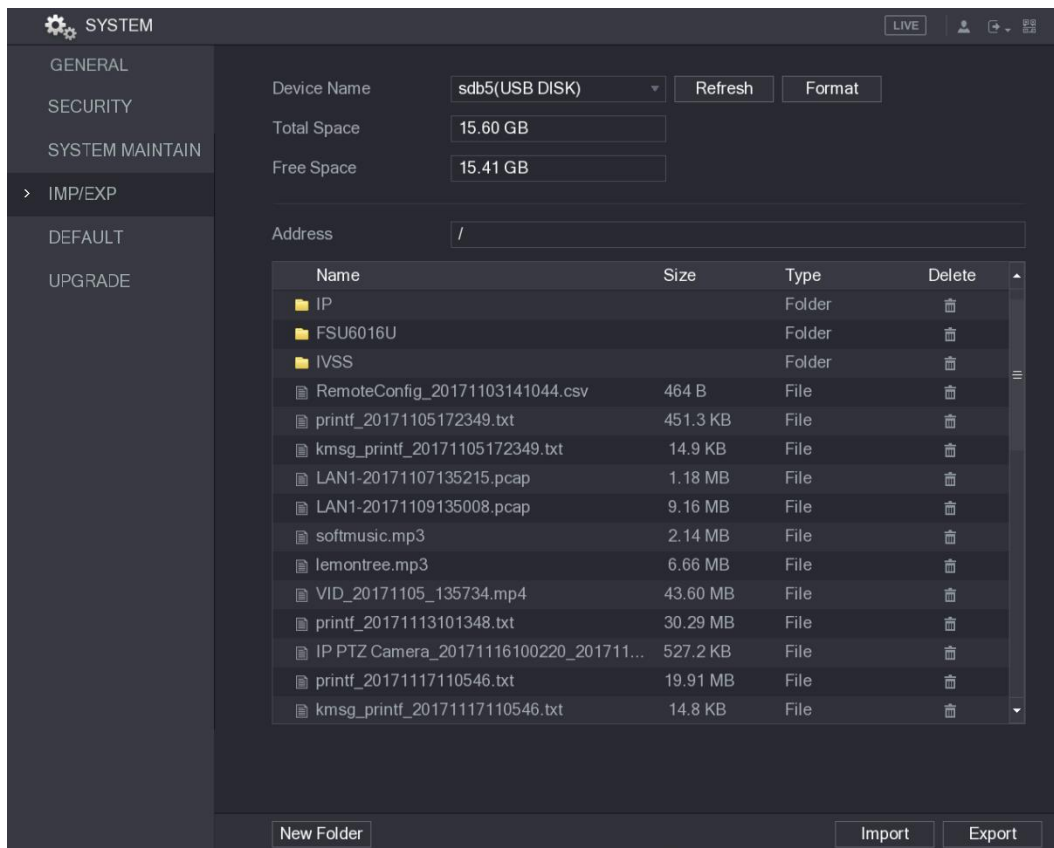 SYSTEM LIVE
GENERAL
SECURITY
SYSTEM MAINTAIN
IMP/EXP
DEFAULT
UPGRADE
Device Name sdb5(USB DISK) Refresh Format
Total Space 15.60 GB
Free Space 15.41 GB
Address /
Name Size Type Delete
IP Folder
FSU6016U Folder
IVSS Folder
RemoteConfig_20171103141044.csv 464 B File
printf_20171105172349.txt 451.3 KB File
kmsg_printf_20171105172349.txt 14.9 KB File
LAN1-20171107135215.pcap 1.18 MB File
LAN1-20171109135008.pcap 9.16 MB File
softmusic.mp3 2.14 MB File
lemontree.mp3 6.66 MB File
VID_20171105_135734.mp4 43.60 MB File
printf_20171113101348.txt 30.29 MB File
IP PTZ Camera_20171116100220_201711... 527.2 KB File
printf_20171117110546.txt 19.91 MB File
kmsg_printf_20171117110546.txt 14.8 KB File
New Folder Import Export